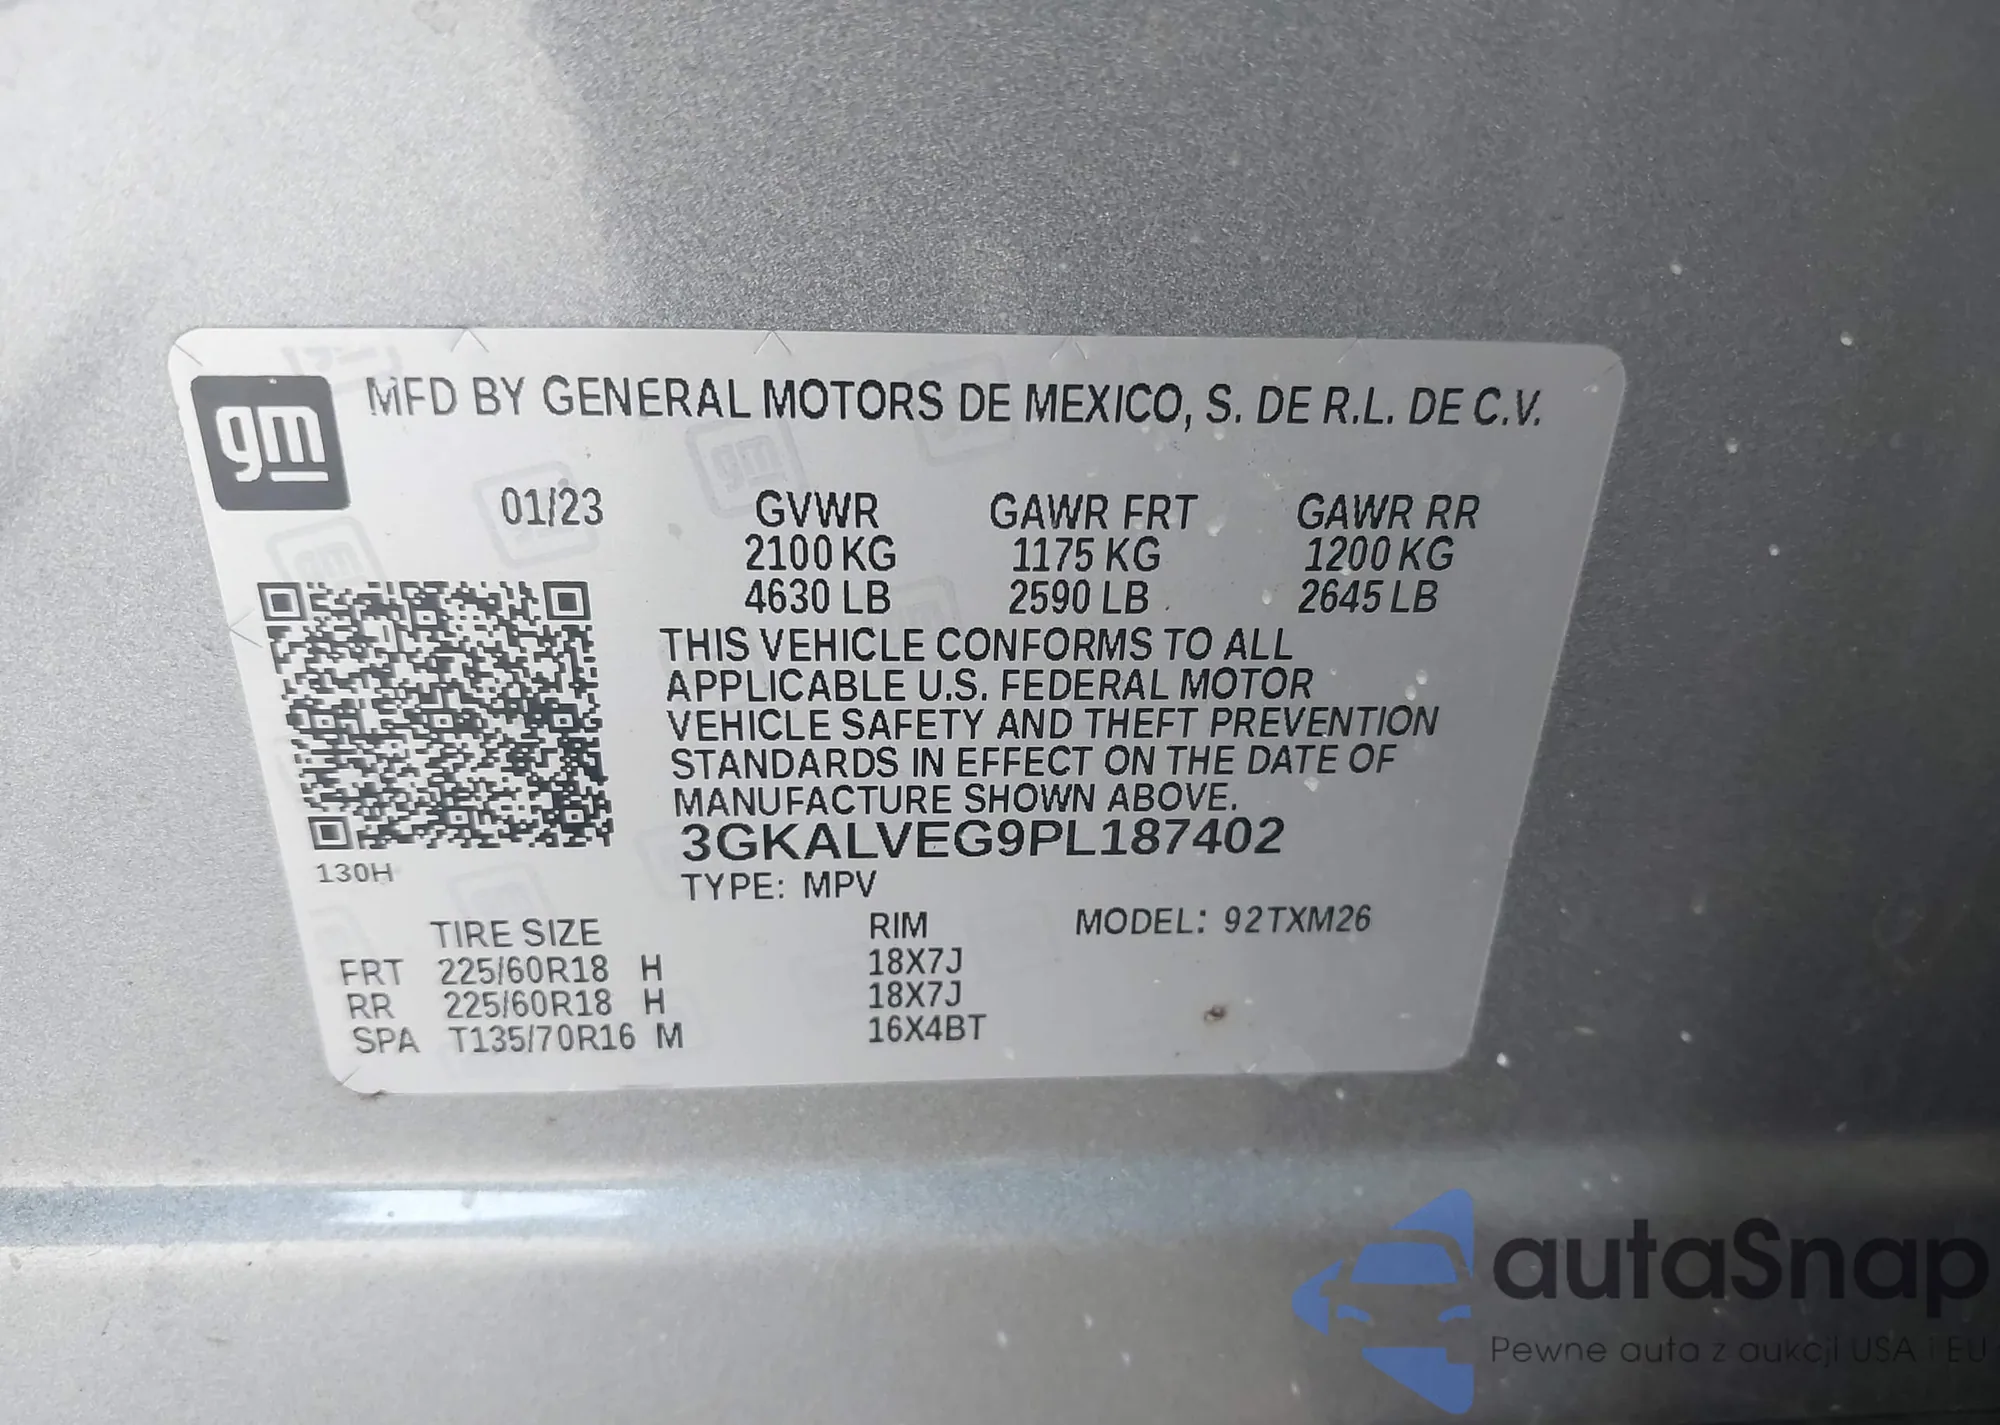 gm
MFD BY GENERAL MOTORS DE MEXICO, S. DE R.L. DE C.V.
01/23 GVWR GAWR FRT GAWR RR
2100 KG 1175 KG 1200 KG
4630 LB 2590 LB 2645 LB
THIS VEHICLE CONFORMS TO ALL
APPLICABLE U.S. FEDERAL MOTOR
VEHICLE SAFETY AND THEFT PREVENTION
STANDARDS IN EFFECT ON THE DATE OF
MANUFACTURE SHOWN ABOVE.
3GKALVEG9PL187402
130H
TYPE: MPV
TIRE SIZE RIM MODEL: 92TXM26
FRT 225/60R18 H 18X7J
RR 225/60R18 H 18X7J
SPA T135/70R16 M 16X4BT
autaSnap
Pewne auta z aukcji USA i EU